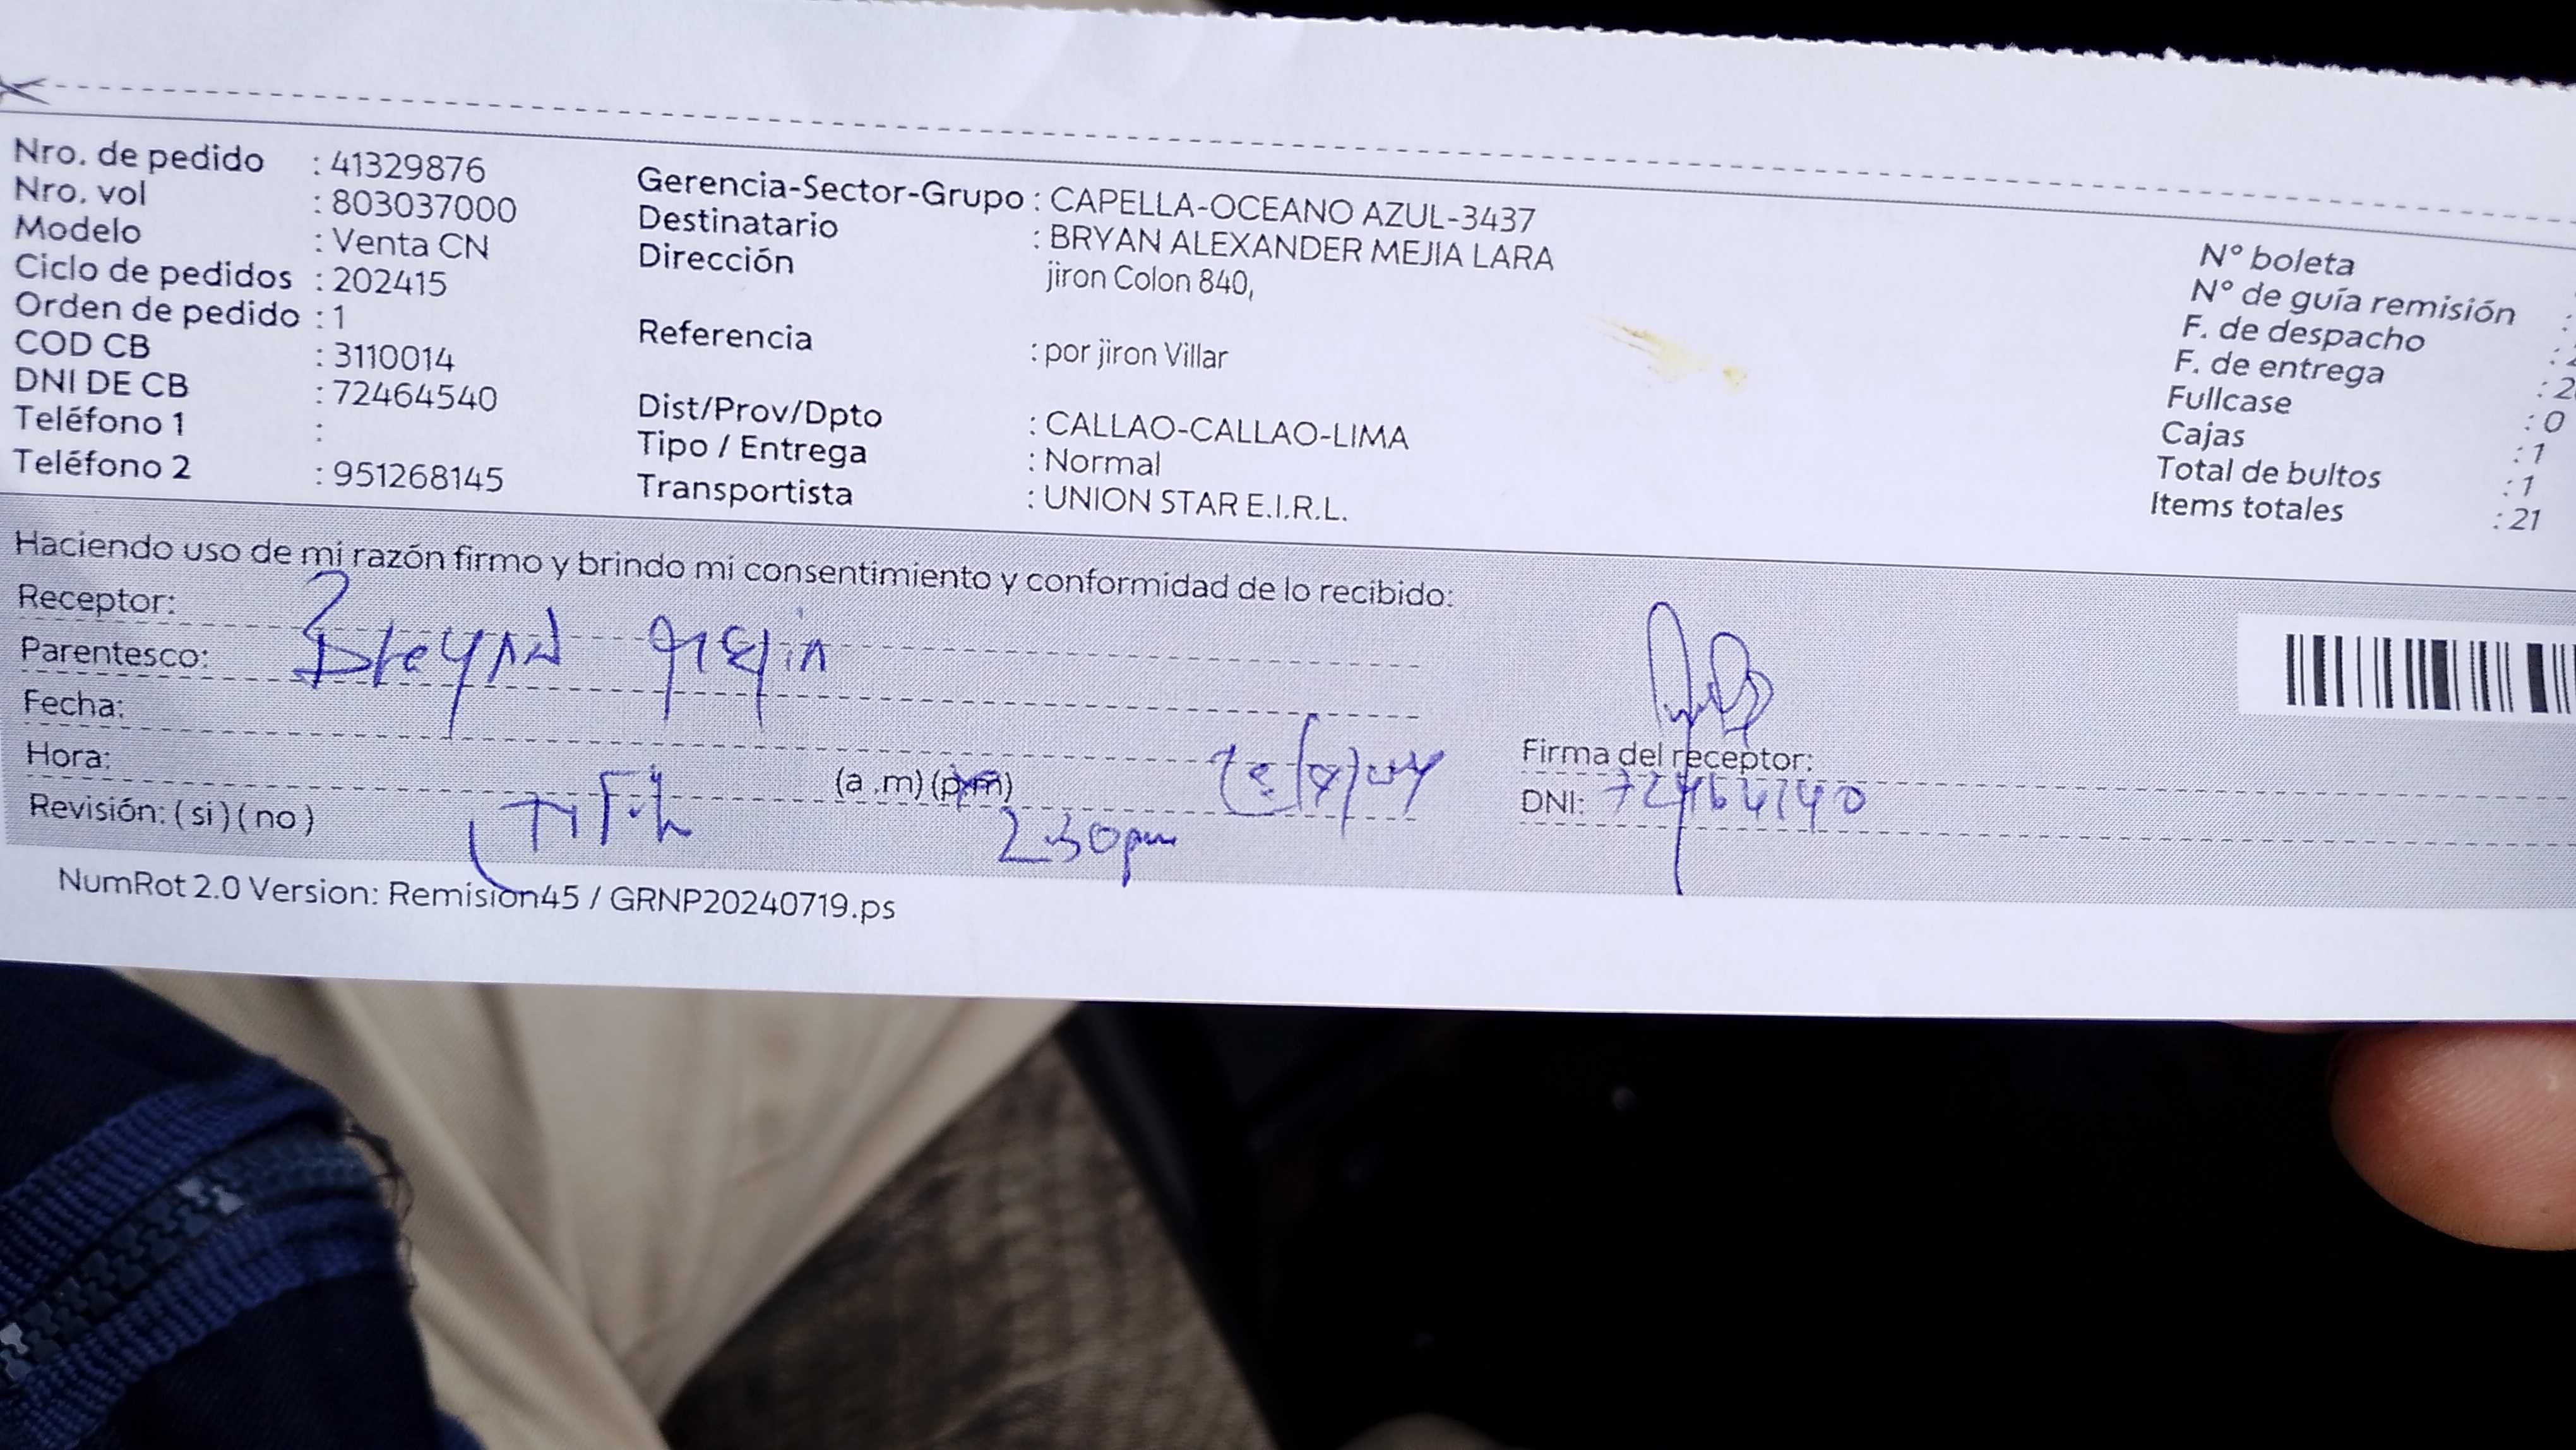 Nro. de pedido : 41329876
Nro. vol : 803037000
Modelo : Venta CN
Ciclo de pedidos : 202415
Orden de pedido : 1
COD CB : 3110014
DNI DE CB : 72464540
Teléfono 1 :
Teléfono 2 : 951268145
Gerencia-Sector-Grupo : CAPELLA-OCEANO AZUL-3437
Destinatario : BRYAN ALEXANDER MEJIA LARA
Dirección jiron Colon 840,
Referencia : por jiron Villar
Dist/Prov/Dpto : CALLAO-CALLAO-LIMA
Tipo / Entrega : Normal
Transportista : UNION STAR E.I.R.L.
N° boleta
N° de guía remisión :
F. de despacho : 2
F. de entrega : 2
Fullcase : 0
Cajas : 1
Total de bultos : 1
Items totales : 21
Haciendo uso de mi razón firmo y brindo mi consentimiento y conformidad de lo recibido:
Receptor:
Parentesco:
Fecha:
Hora: (a .m) (p.m)
2:30pm
Revisión: ( si ) ( no )
Firma del receptor:
DNI:
NumRot 2.0 Version: Remision45 / GRNP20240719.ps